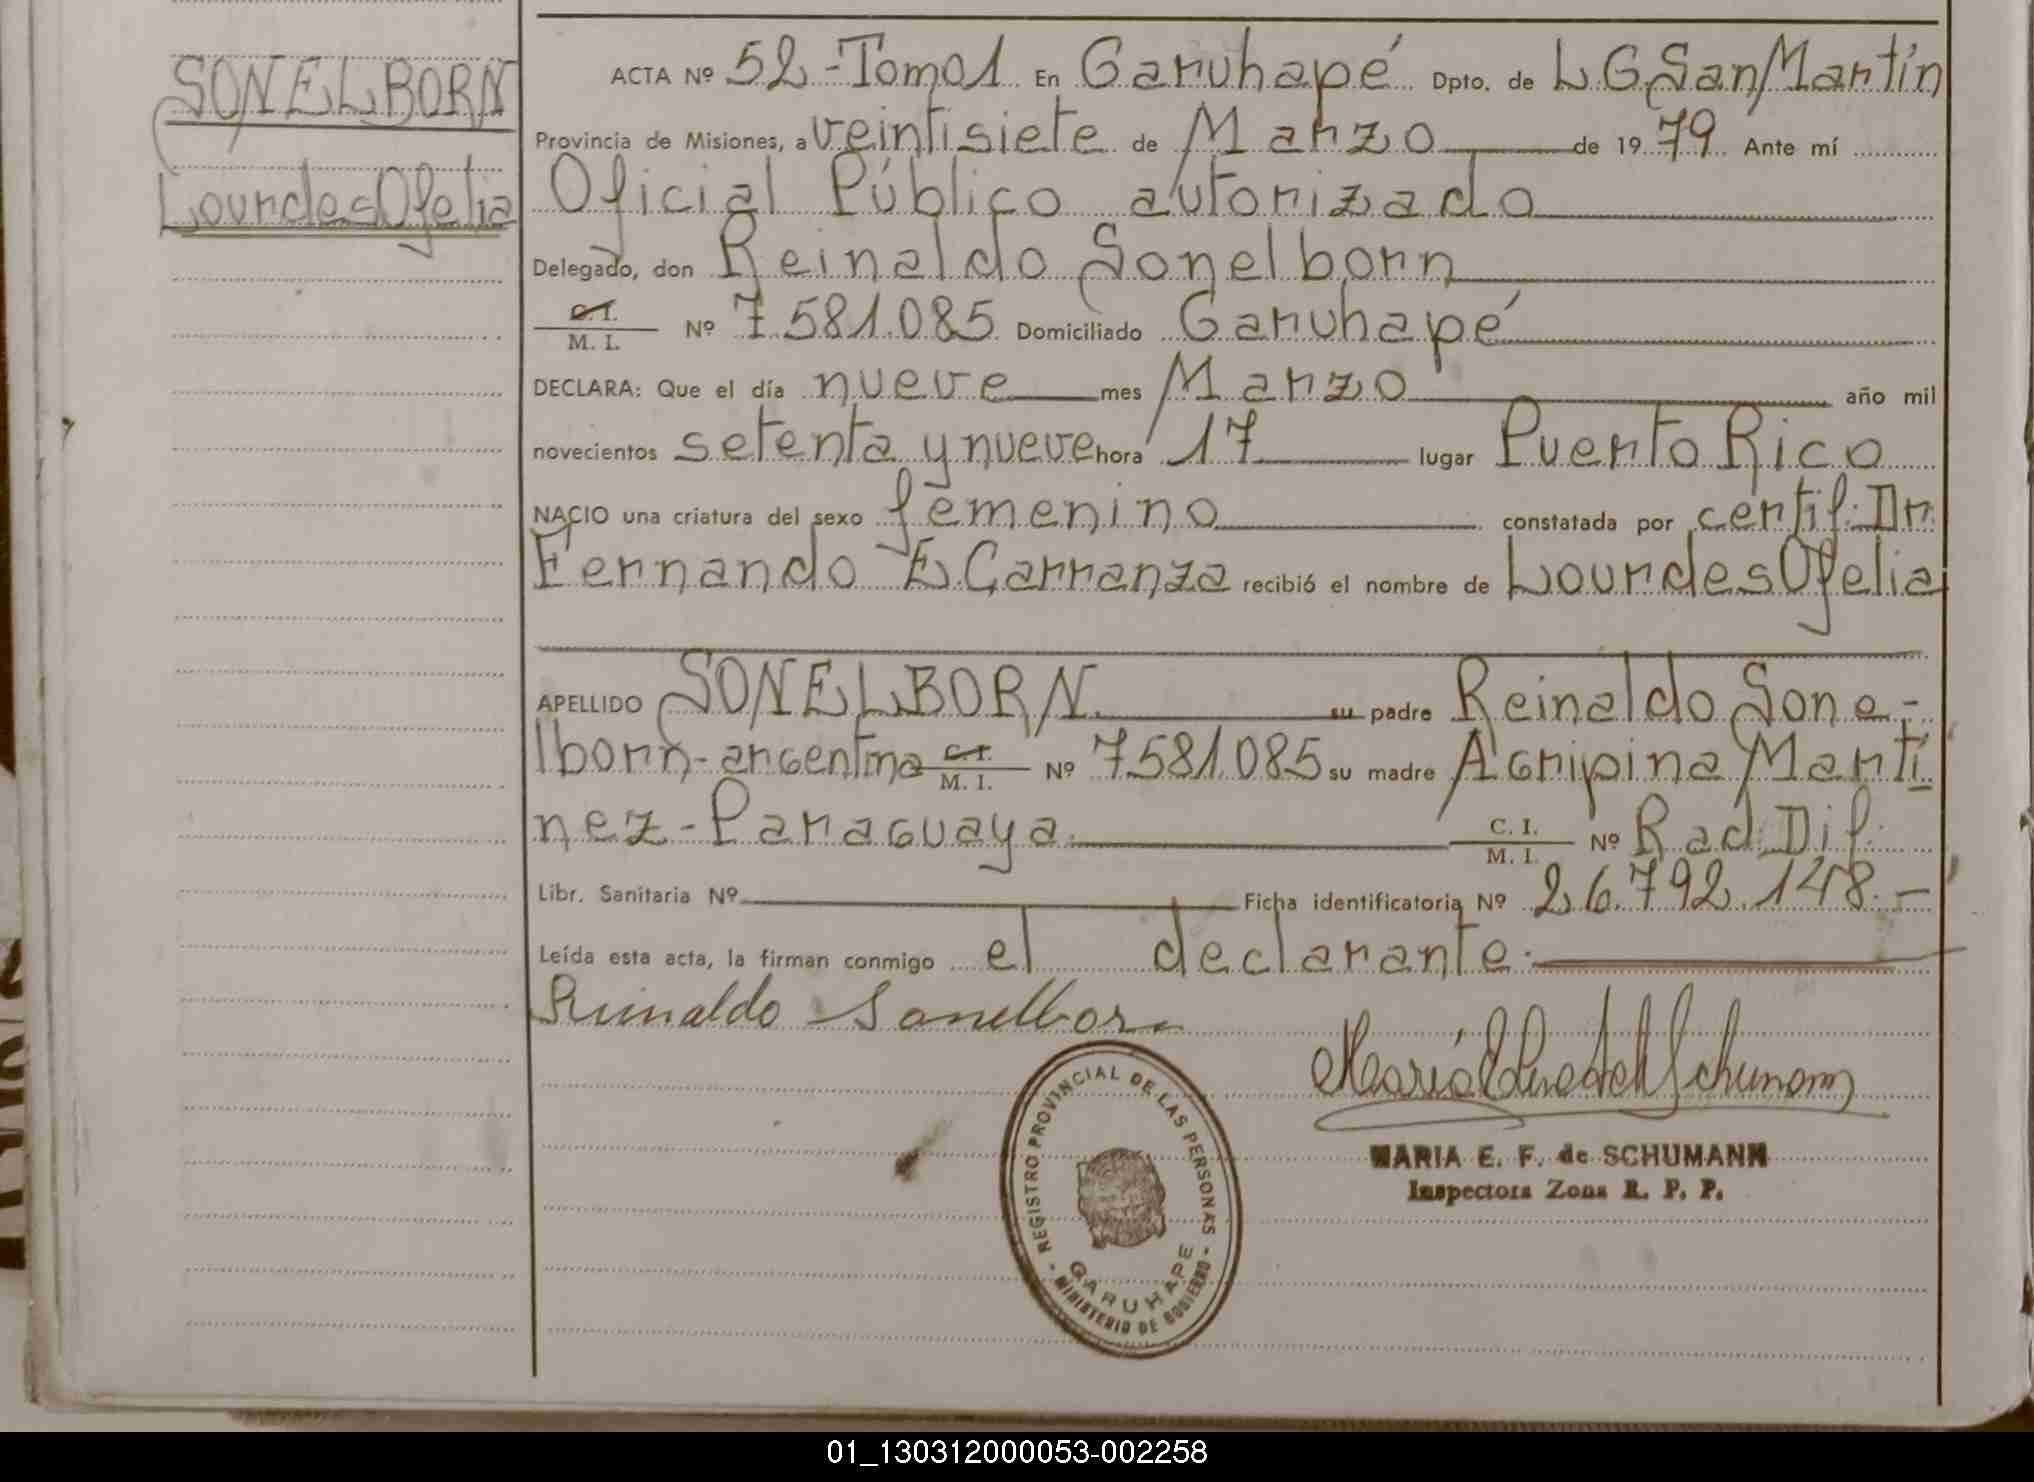 SONELBORN
Lourdes Ofelia
ACTA Nº 52-Tomo1 En Garuhapé Dpto. de L.G.San Martín
Provincia de Misiones, a veintisiete de Marzo de 1979 Ante mí
Oficial Público autorizado
Delegado, don Reinaldo Sonelborn
C.I.
M. I. Nº 7.581.085 Domiciliado Garuhapé
DECLARA: Que el día nueve mes Marzo año mil
novecientos setenta y nueve hora 17 lugar Puerto Rico
NACIO una criatura del sexo femenino constatada por certif. Dr.
Fernando E. Carranza recibió el nombre de Lourdes Ofelia
APELLIDO SONELBORN su padre Reinaldo Sone-
lborn-argentino C.I. M. I. Nº 7.581.085 su madre Agripina Martí
nez-Paraguaya C. I. M. I. Nº Rad. Dif.
Libr. Sanitaria Nº Ficha identificatoria Nº 26.792.148.-
Leída esta acta, la firman conmigo el declarante.
Reinaldo Sonelborn
REGISTRO PROVINCIAL DE LAS PERSONAS
GARUHAPE
- MINISTERIO DE GOBIERNO -
MARIA E. F. de SCHUMANN
Inspectora Zona R. P. P.
01_130312000053-002258